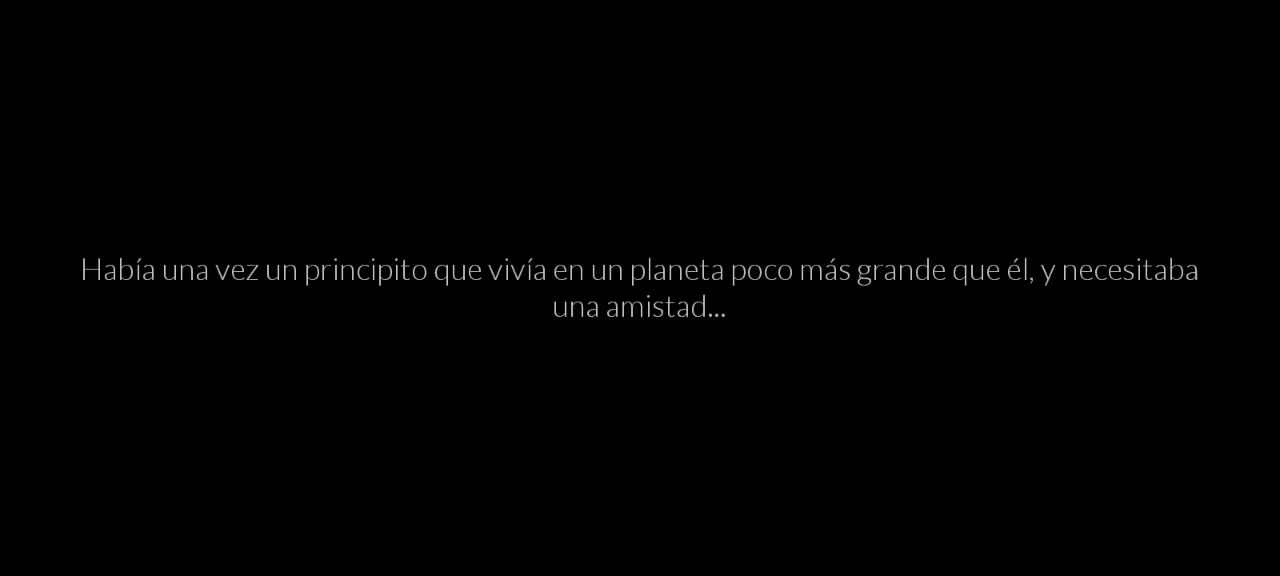 Había una vez un principito que vivía en un planeta poco más grande que él, y necesitaba
una amistad...